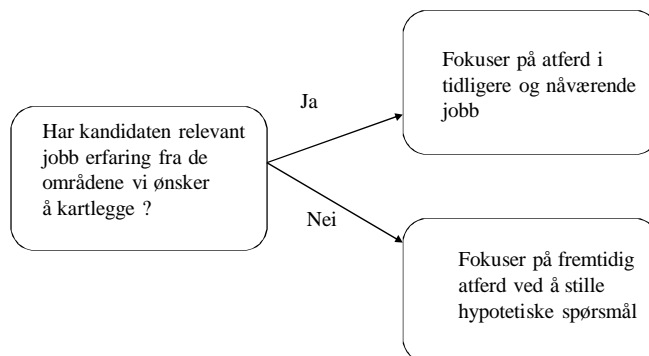 Har kandidaten relevant
jobb erfaring fra de
områdene vi ønsker
å kartlegge ?
Ja
Fokuser på atferd i
tidligere og nåværende
jobb
Nei
Fokuser på fremtidig
atferd ved å stille
hypotetiske spørsmål